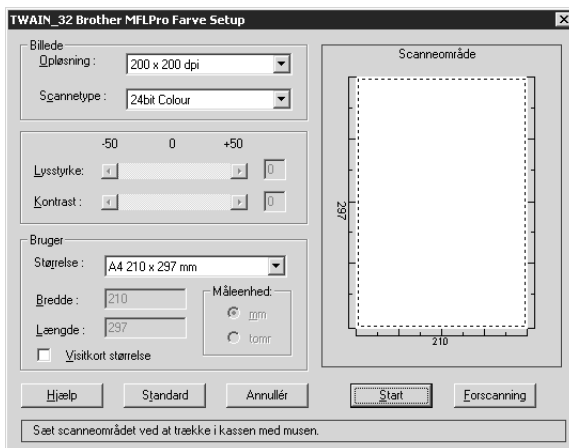 TWAIN_32 Brother MFLPro Farve Setup
Billede
Opløsning :
200 x 200 dpi
Scannetype :
24bit Colour
-50 0 +50
Lysstyrke:
0
Kontrast :
0
Bruger
Størrelse :
A4 210 x 297 mm
Bredde :
210
Længde :
297
Måleenhed:
mm
tomr
Visitkort størrelse
Scanneområde
297
210
Hjælp
Standard
Annullér
Start
Forscanning
Sæt scanneområdet ved at trække i kassen med musen.